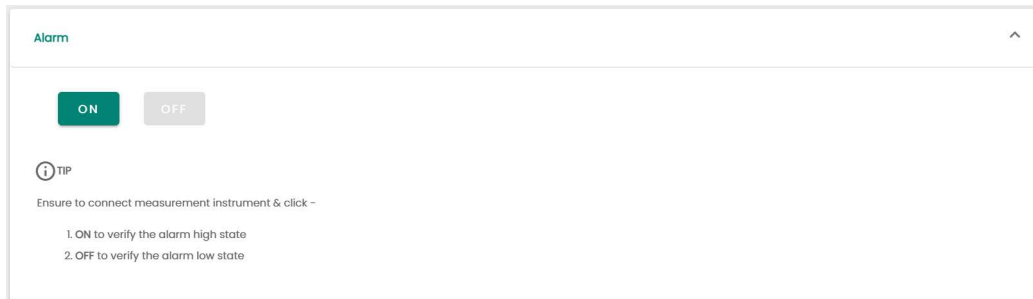 Alarm
ON
OFF
TIP
Ensure to connect measurement instrument & click -
1. ON to verify the alarm high state
2. OFF to verify the alarm low state